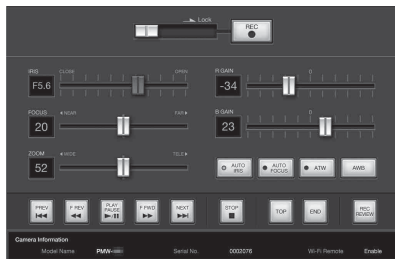 Lock
REC
IRIS CLOSE OPEN
F5.6
R:GAIN 0
-34
FOCUS NEAR FAR
20
B:GAIN 0
23
ZOOM WIDE TELE
52
AUTO IRIS
AUTO FOCUS
ATW
AWB
PREV
F REV
PLAY PAUSE
F FWD
NEXT
STOP
TOP
END
REC REVIEW
Camera Information
Model Name PMW- Serial No. 0002076 Wi-Fi Remote Enable